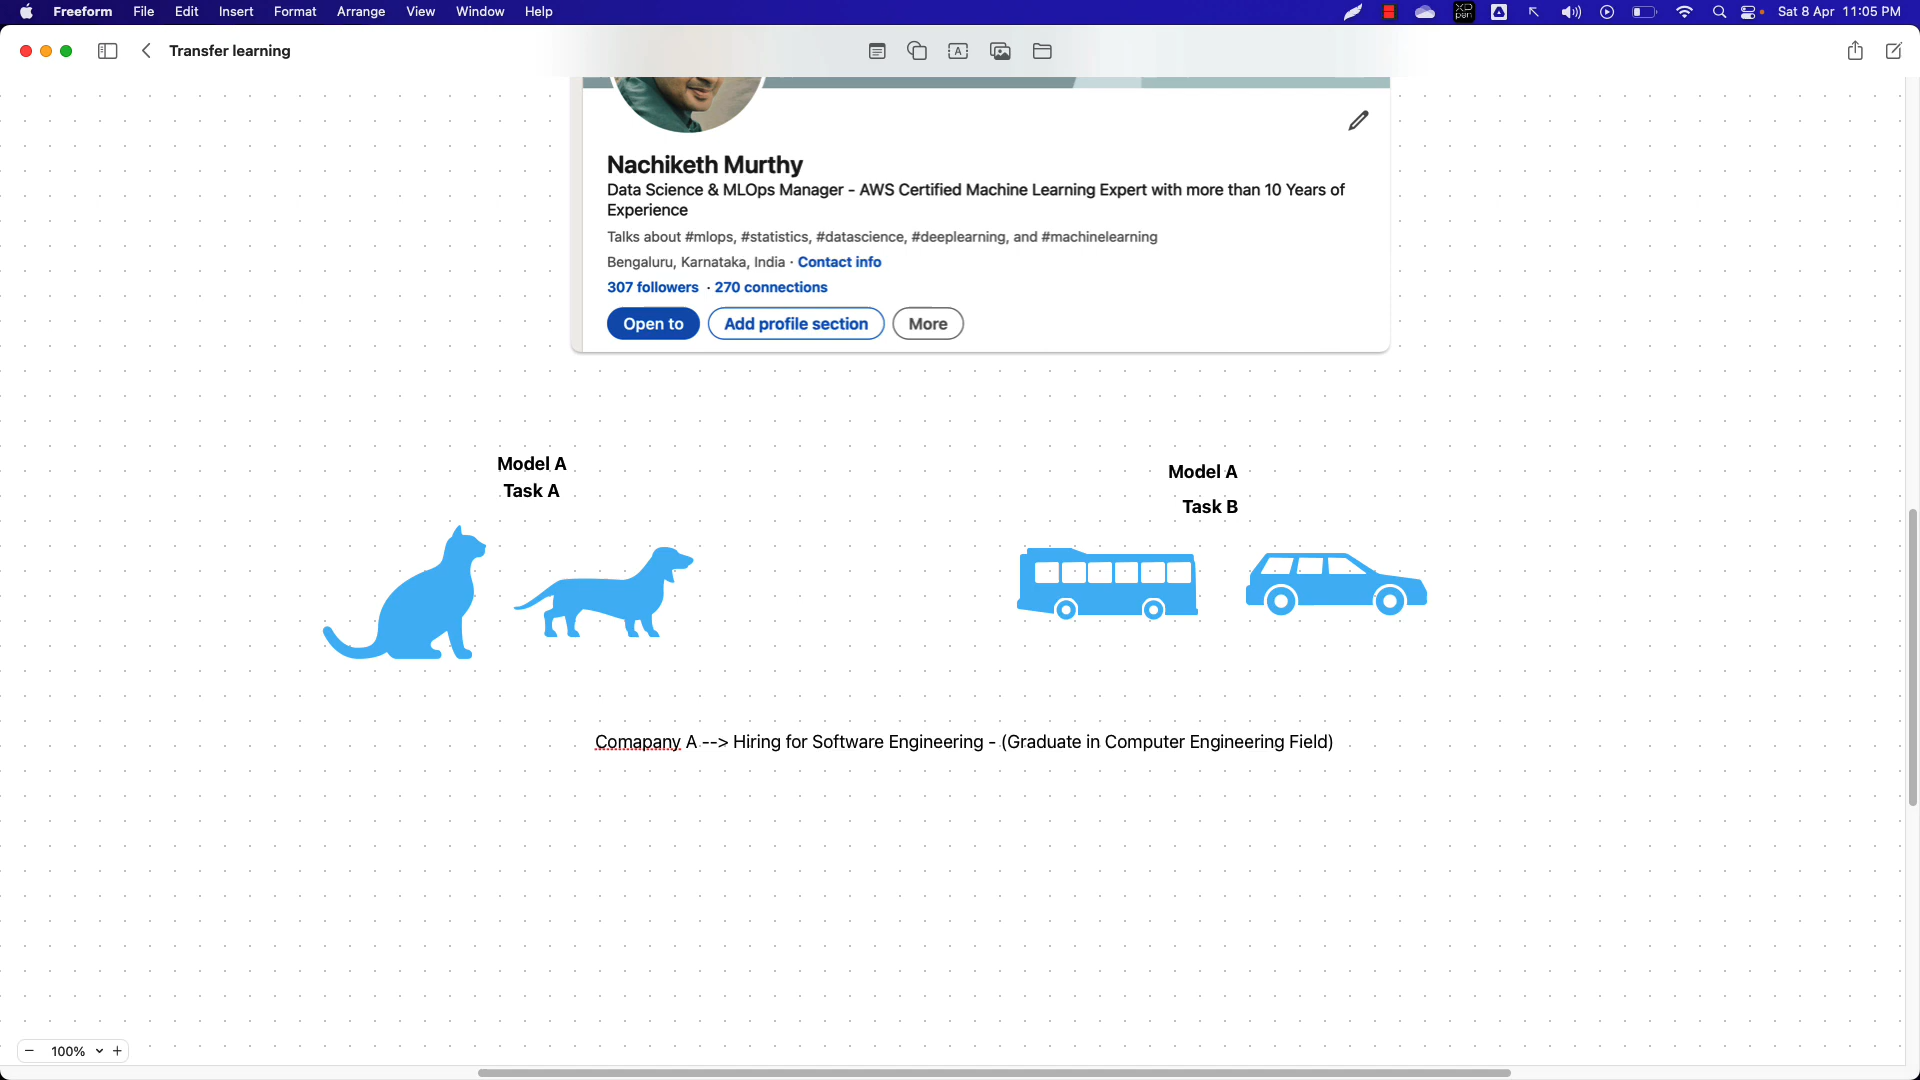 Freeform File Edit Insert Format Arrange View Window Help
XP pen
Sat 8 Apr 11:05 PM
Transfer learning
A
Nachiketh Murthy
Data Science & MLOps Manager - AWS Certified Machine Learning Expert with more than 10 Years of
Experience
Talks about #mlops, #statistics, #datascience, #deeplearning, and #machinelearning
Bengaluru, Karnataka, India · Contact info
307 followers · 270 connections
Open to Add profile section More
Model A
Task A
Model A
Task B
Comapany A --> Hiring for Software Engineering - (Graduate in Computer Engineering Field)
− 100% +